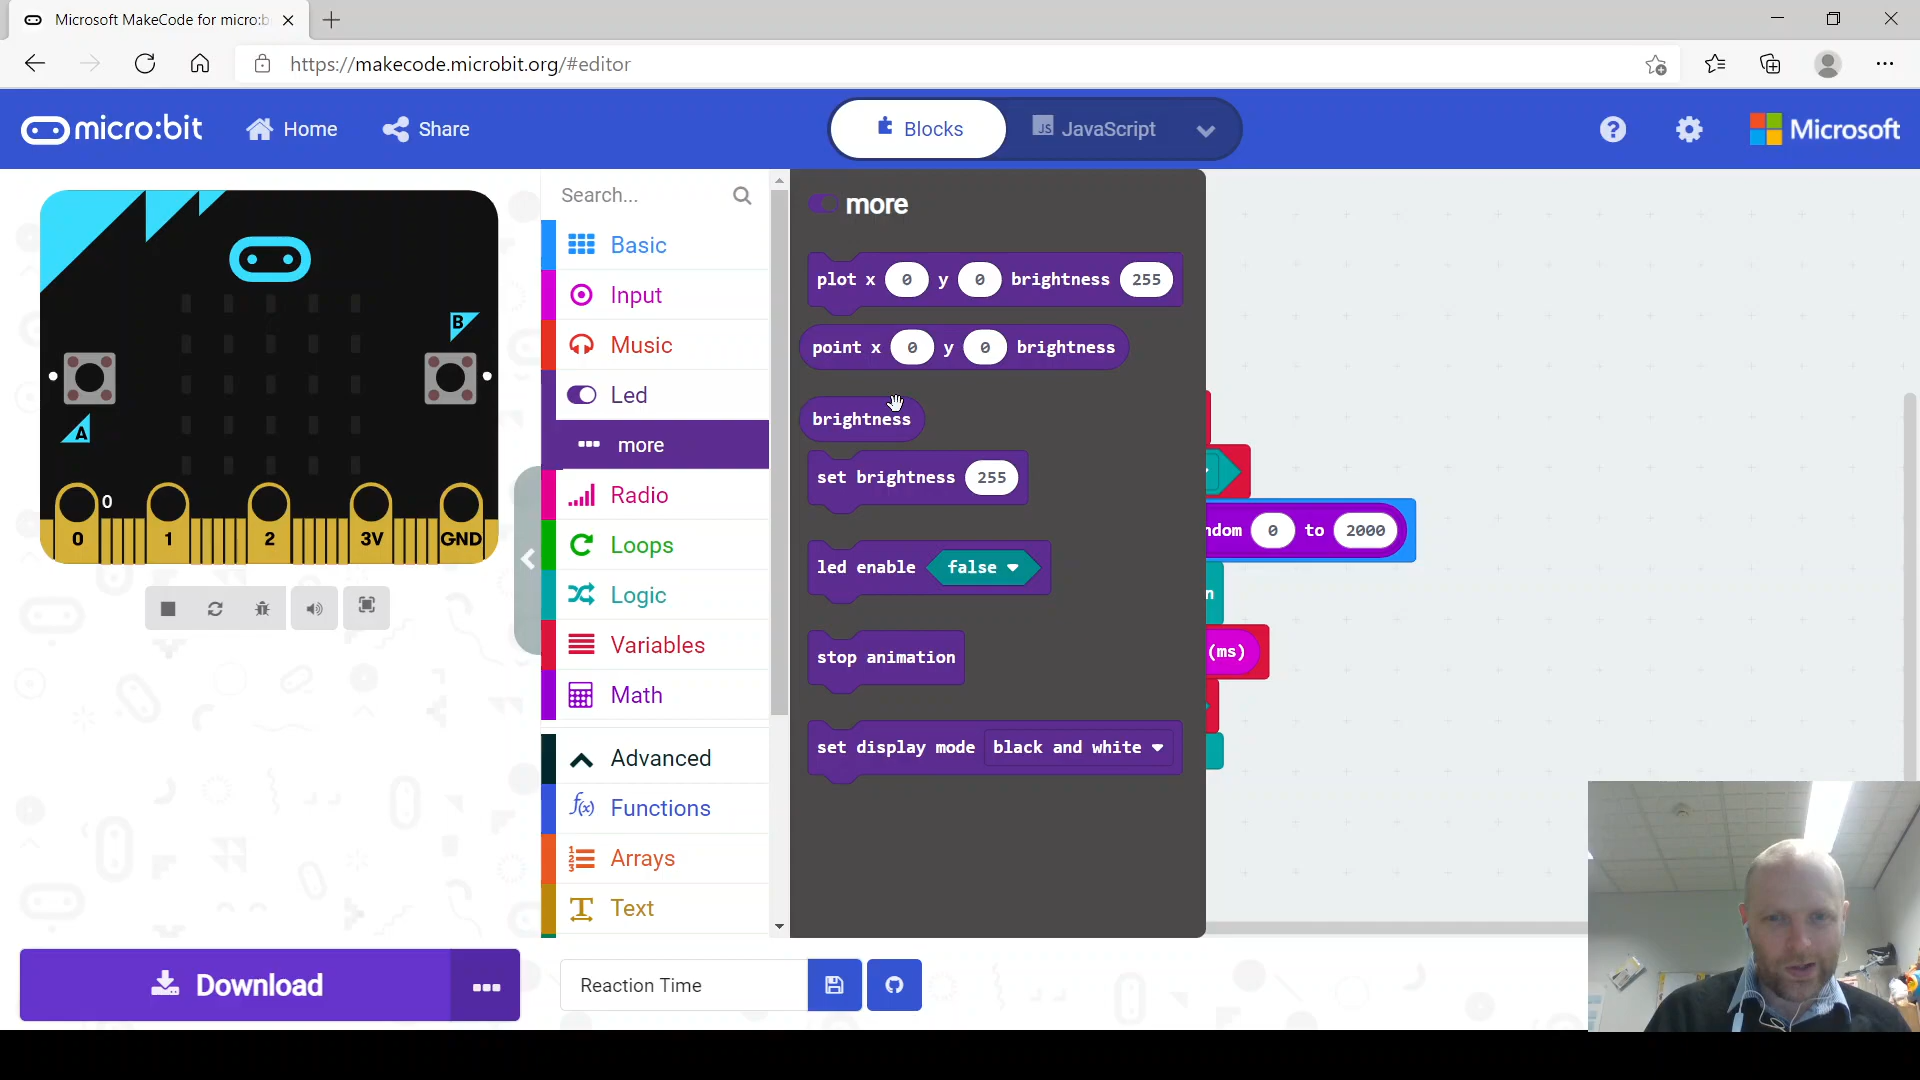 Microsoft MakeCode for micro:b
https://makecode.microbit.org/#editor
micro:bit
Home
Share
Blocks
JS JavaScript
Microsoft
B
A
0
0 1 2 3V GND
Search...
Basic
Input
Music
Led
more
Radio
Loops
Logic
Variables
Math
Advanced
f(x) Functions
Arrays
Text
more
plot x 0 y 0 brightness 255
point x 0 y 0 brightness
brightness
set brightness 255
led enable false
stop animation
set display mode black and white
ndom 0 to 2000
n
(ms)
Download
Reaction Time